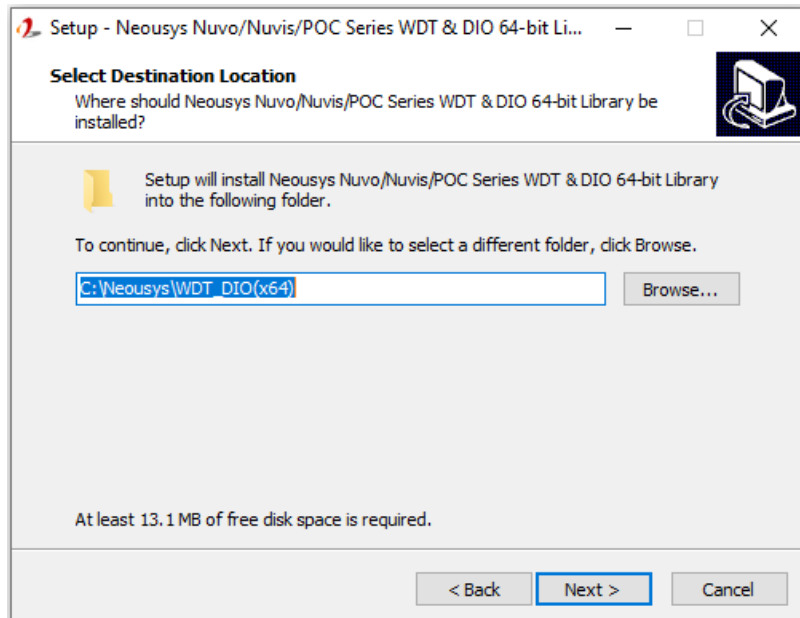 Setup - Neousys Nuvo/Nuvis/POC Series WDT & DIO 64-bit Li...
Select Destination Location
Where should Neousys Nuvo/Nuvis/POC Series WDT & DIO 64-bit Library be
installed?
Setup will install Neousys Nuvo/Nuvis/POC Series WDT & DIO 64-bit Library
into the following folder.
To continue, click Next. If you would like to select a different folder, click Browse.
C:\Neousys\WDT_DIO(x64)
Browse...
At least 13.1 MB of free disk space is required.
< Back
Next >
Cancel